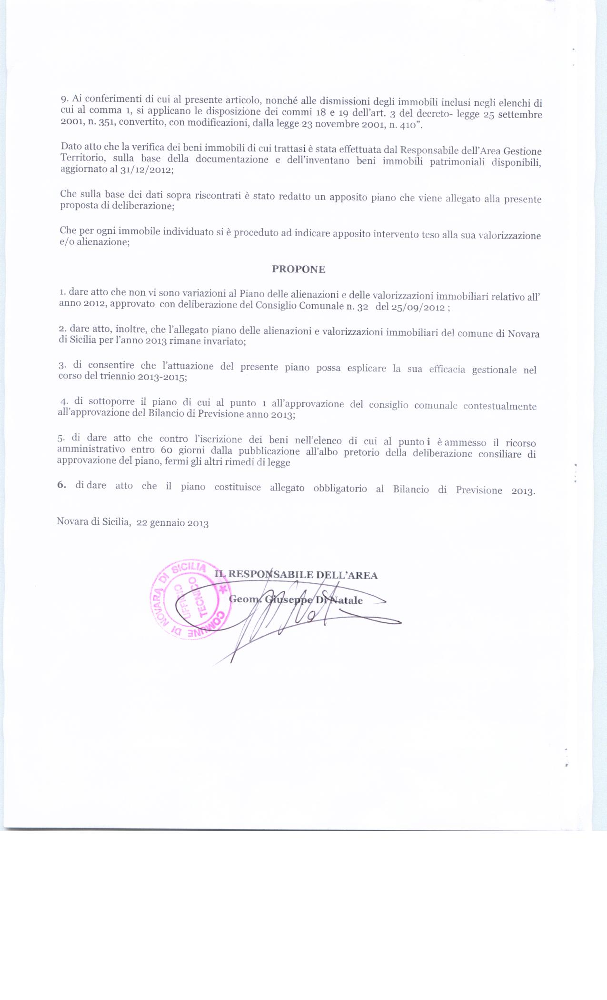 9. Ai conferimenti di cui al presente articolo, nonché alle dismissioni degli immobili inclusi negli elenchi di
cui al comma 1, si applicano le disposizione dei commi 18 e 19 dell'art. 3 del decreto- legge 25 settembre
2001, n. 351, convertito, con modificazioni, dalla legge 23 novembre 2001, n. 410”.
Dato atto che la verifica dei beni immobili di cui trattasi è stata effettuata dal Responsabile dell'Area Gestione
Territorio, sulla base della documentazione e dell'inventano beni immobili patrimoniali disponibili,
aggiornato al 31/12/2012;
Che sulla base dei dati sopra riscontrati è stato redatto un apposito piano che viene allegato alla presente
proposta di deliberazione;
Che per ogni immobile individuato si è proceduto ad indicare apposito intervento teso alla sua valorizzazione
e/o alienazione;
PROPONE
1. dare atto che non vi sono variazioni al Piano delle alienazioni e delle valorizzazioni immobiliari relativo all'
anno 2012, approvato con deliberazione del Consiglio Comunale n. 32 del 25/09/2012 ;
2. dare atto, inoltre, che l'allegato piano delle alienazioni e valorizzazioni immobiliari del comune di Novara
di Sicilia per l'anno 2013 rimane invariato;
3. di consentire che l'attuazione del presente piano possa esplicare la sua efficacia gestionale nel
corso del triennio 2013-2015;
4. di sottoporre il piano di cui al punto 1 all'approvazione del consiglio comunale contestualmente
all'approvazione del Bilancio di Previsione anno 2013;
5. di dare atto che contro l'iscrizione dei beni nell'elenco di cui al punto i è ammesso il ricorso
amministrativo entro 60 giorni dalla pubblicazione all'albo pretorio della deliberazione consiliare di
approvazione del piano, fermi gli altri rimedi di legge
6. di dare atto che il piano costituisce allegato obbligatorio al Bilancio di Previsione 2013.
Novara di Sicilia, 22 gennaio 2013
IL RESPONSABILE DELL'AREA
Geom. Giuseppe Di Natale
COMUNE DI NOVARA DI SICILIA
UFFICIO
TECNICO